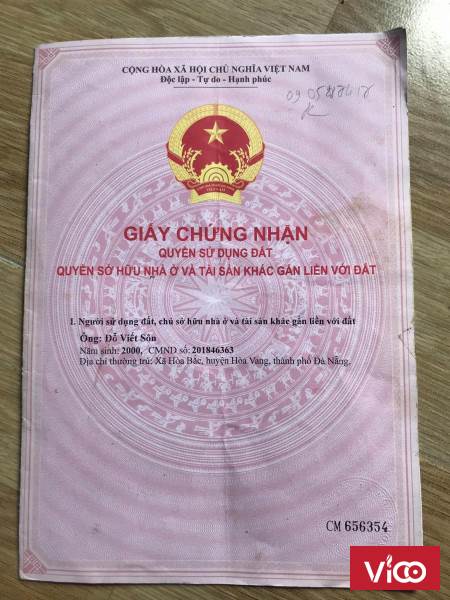 CỘNG HÒA XÃ HỘI CHỦ NGHĨA VIỆT NAM
Độc lập - Tự do - Hạnh phúc
GIẤY CHỨNG NHẬN
QUYỀN SỬ DỤNG ĐẤT
QUYỀN SỞ HỮU NHÀ Ở VÀ TÀI SẢN KHÁC GẮN LIỀN VỚI ĐẤT
I. Người sử dụng đất, chủ sở hữu nhà ở và tài sản khác gắn liền với đất
Ông: Đỗ Viết Sôn
Năm sinh: 2000, CMND số: 201846363
Địa chỉ thường trú: Xã Hòa Bắc, huyện Hòa Vang, thành phố Đà Nẵng.
CM 656354
Vico